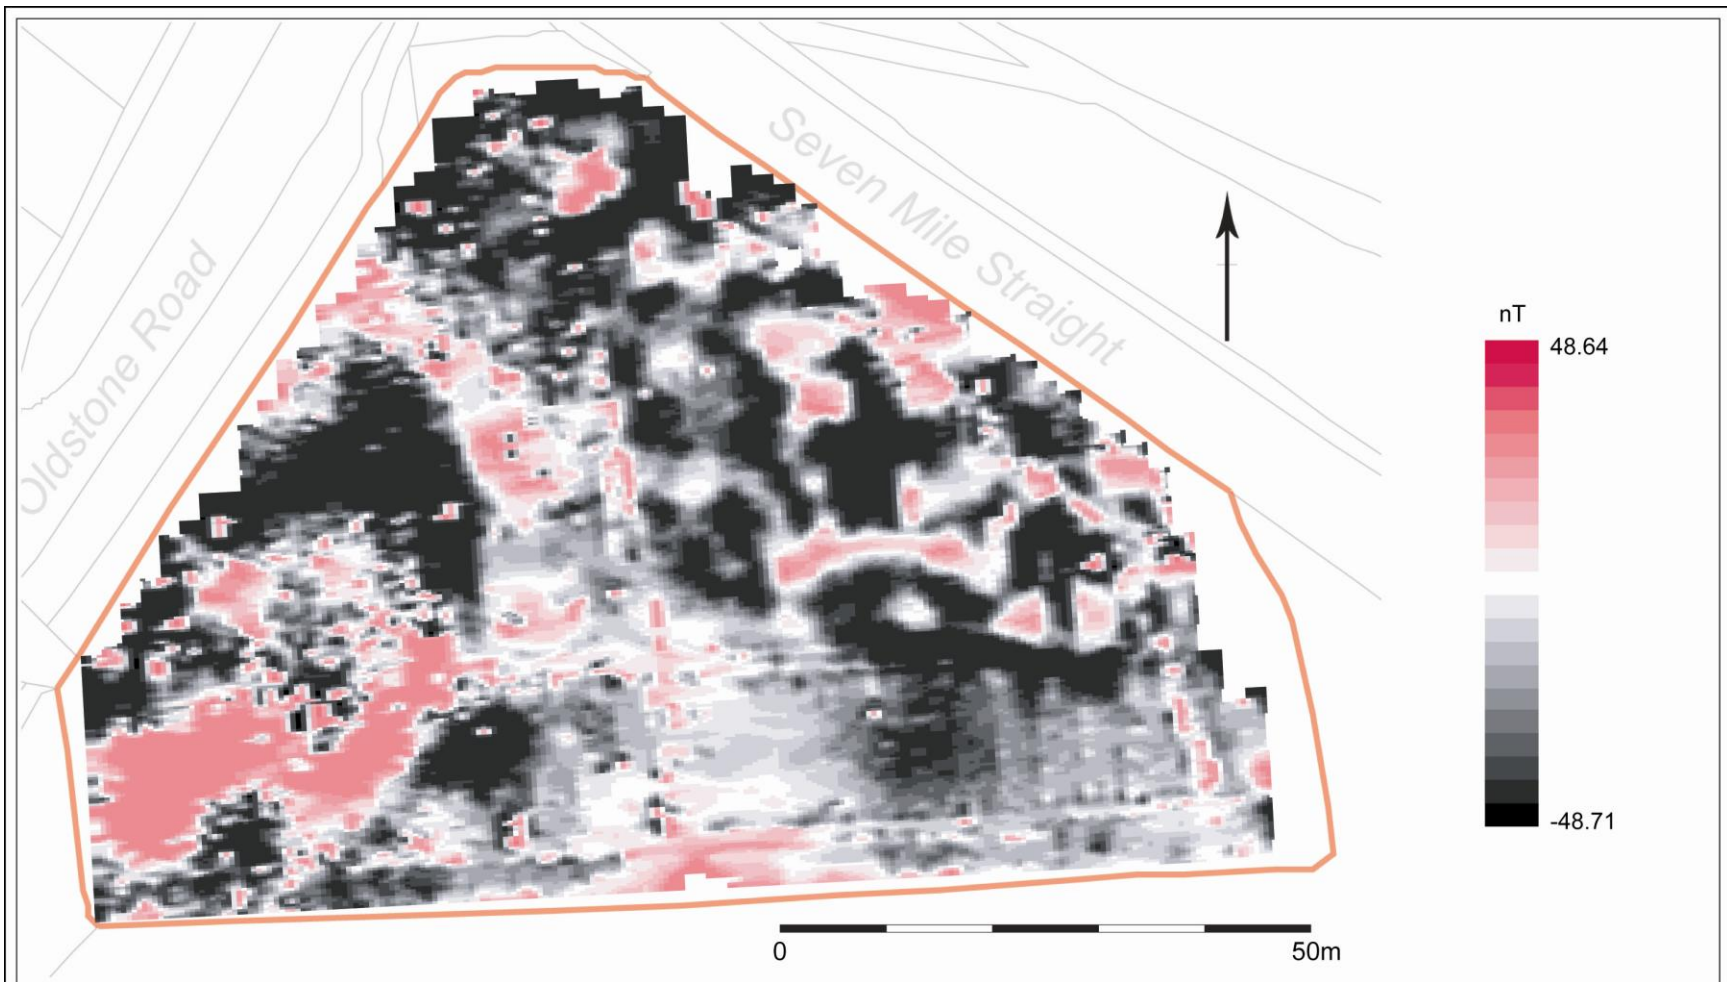 Oldstone Road
Seven Mile Straight
nT
48.64
-48.71
0 50m